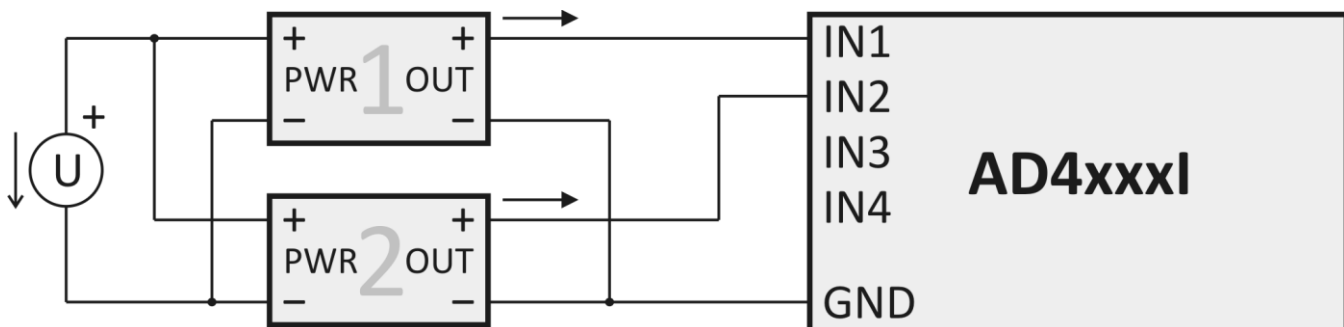 + +
PWR 1 OUT
− −
+
U
+ +
PWR 2 OUT
− −
IN1
IN2
IN3
IN4
GND
AD4xxxI